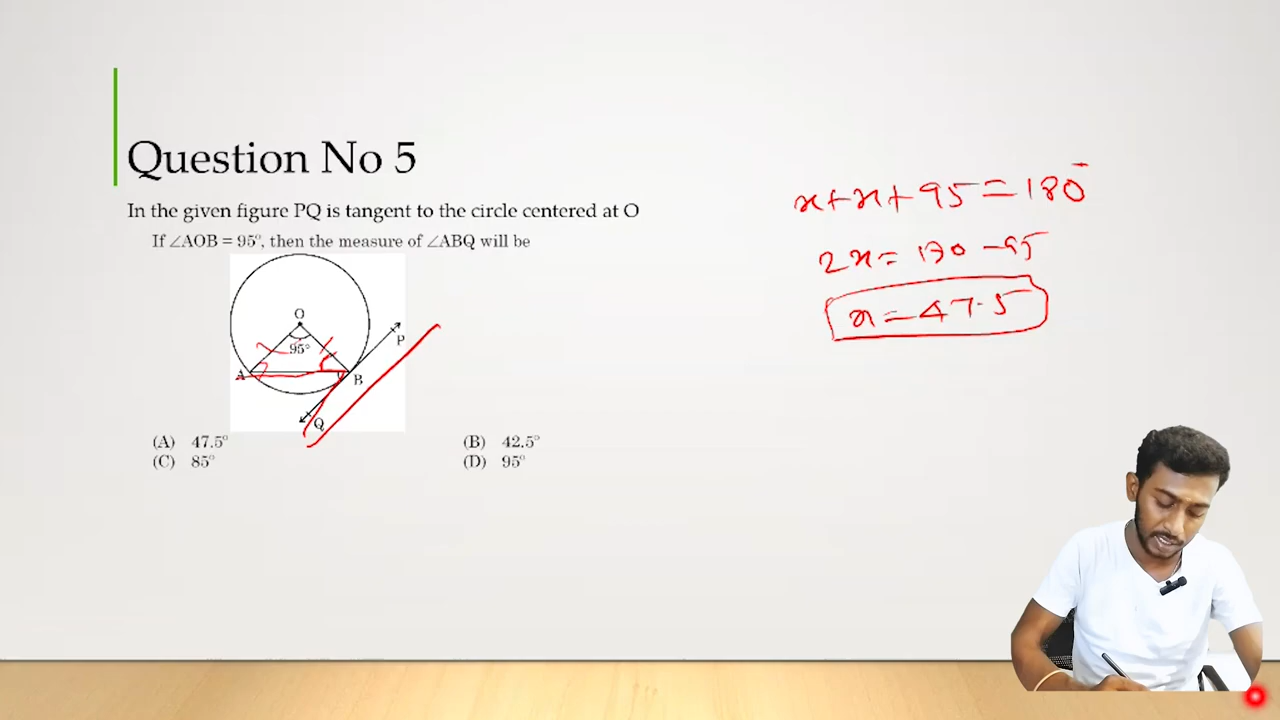 Question No 5
In the given figure PQ is tangent to the circle centered at O
If ∠AOB = 95°, then the measure of ∠ABQ will be
O
95°
P
A
B
Q
(A) 47.5°
(B) 42.5°
(C) 85°
(D) 95°
x+x+95=180°
2x=180-95
x=47.5